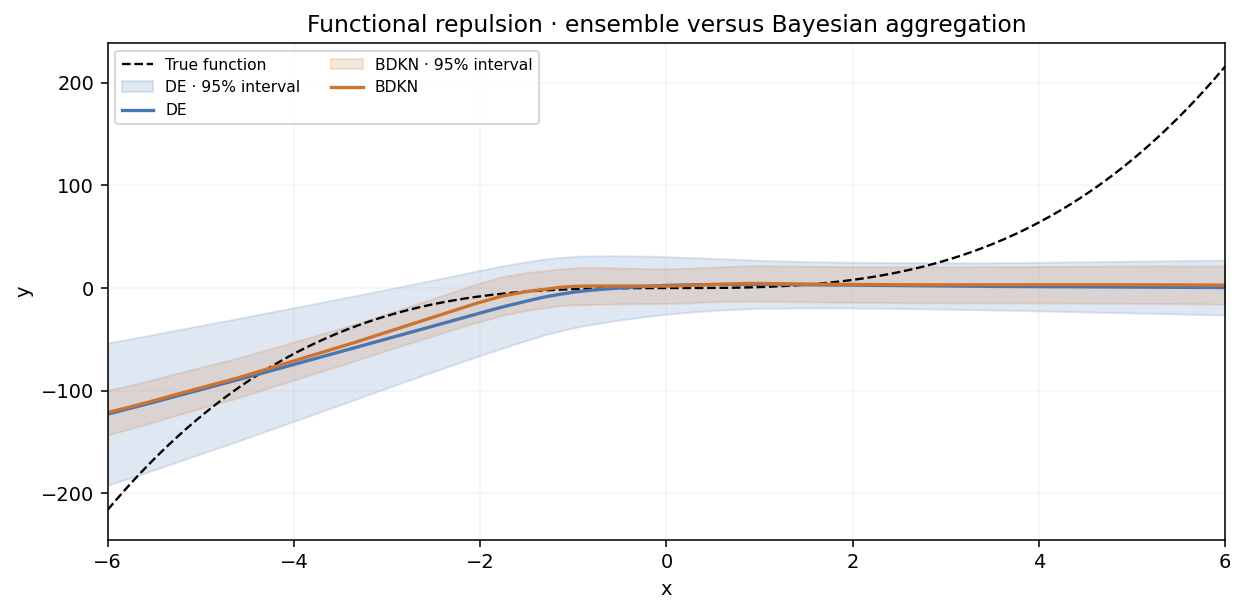 Functional repulsion · ensemble versus Bayesian aggregation
True function
DE · 95% interval
DE
BDKN · 95% interval
BDKN
y
200
100
0
−100
−200
−6
−4
−2
0
2
4
6
x